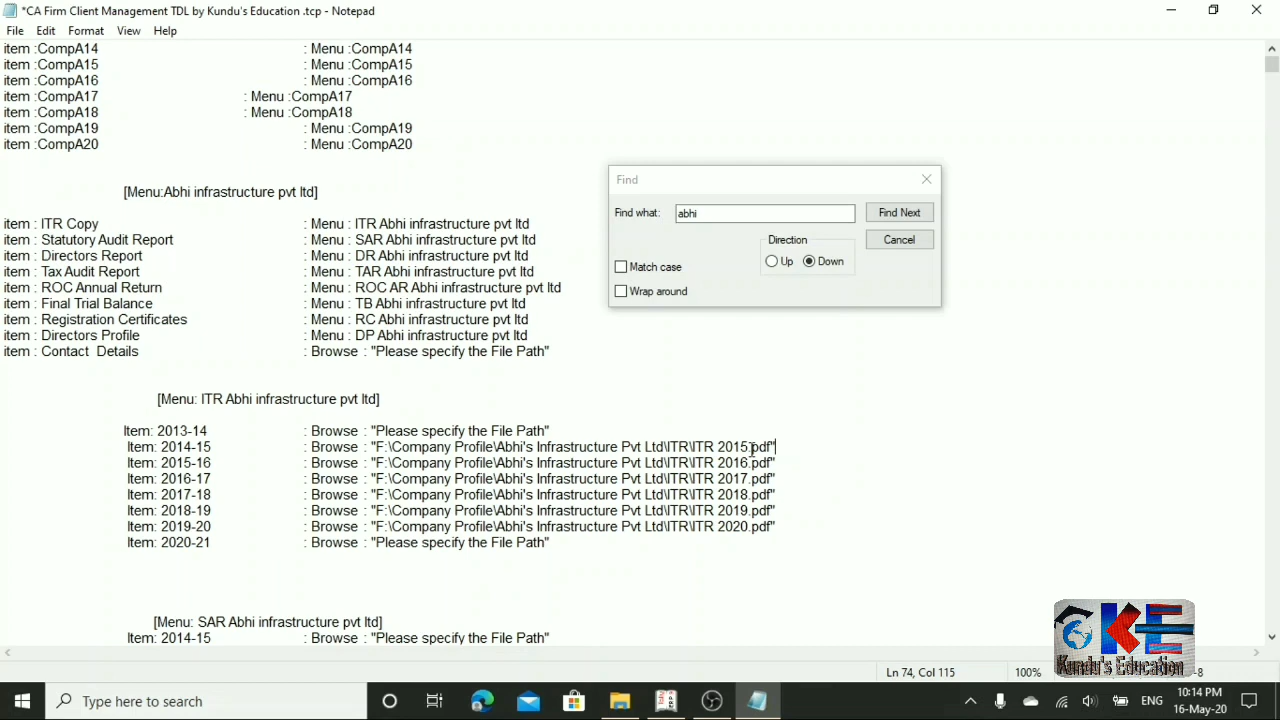 *CA Firm Client Management TDL by Kundu's Education .tcp - Notepad
File Edit Format View Help
item :CompA14 : Menu :CompA14
item :CompA15 : Menu :CompA15
item :CompA16 : Menu :CompA16
item :CompA17 : Menu :CompA17
item :CompA18 : Menu :CompA18
item :CompA19 : Menu :CompA19
item :CompA20 : Menu :CompA20
[Menu:Abhi infrastructure pvt ltd]
item : ITR Copy : Menu : ITR Abhi infrastructure pvt ltd
item : Statutory Audit Report : Menu : SAR Abhi infrastructure pvt ltd
item : Directors Report : Menu : DR Abhi infrastructure pvt ltd
item : Tax Audit Report : Menu : TAR Abhi infrastructure pvt ltd
item : ROC Annual Return : Menu : ROC AR Abhi infrastructure pvt ltd
item : Final Trial Balance : Menu : TB Abhi infrastructure pvt ltd
item : Registration Certificates : Menu : RC Abhi infrastructure pvt ltd
item : Directors Profile : Menu : DP Abhi infrastructure pvt ltd
item : Contact  Details : Browse : "Please specify the File Path"
[Menu: ITR Abhi infrastructure pvt ltd]
Item: 2013-14 : Browse : "Please specify the File Path"
Item: 2014-15 : Browse : "F:\Company Profile\Abhi's Infrastructure Pvt Ltd\ITR\ITR 2015.pdf"
Item: 2015-16 : Browse : "F:\Company Profile\Abhi's Infrastructure Pvt Ltd\ITR\ITR 2016.pdf"
Item: 2016-17 : Browse : "F:\Company Profile\Abhi's Infrastructure Pvt Ltd\ITR\ITR 2017.pdf"
Item: 2017-18 : Browse : "F:\Company Profile\Abhi's Infrastructure Pvt Ltd\ITR\ITR 2018.pdf"
Item: 2018-19 : Browse : "F:\Company Profile\Abhi's Infrastructure Pvt Ltd\ITR\ITR 2019.pdf"
Item: 2019-20 : Browse : "F:\Company Profile\Abhi's Infrastructure Pvt Ltd\ITR\ITR 2020.pdf"
Item: 2020-21 : Browse : "Please specify the File Path"
[Menu: SAR Abhi infrastructure pvt ltd]
Item: 2014-15 : Browse : "Please specify the File Path"
Find
Find what: abhi Find Next
Direction Cancel
Up Down
Match case
Wrap around
KE
Kundu's Education
Ln 74, Col 115 100% -8
Type here to search
ENG 10:14 PM
16-May-20